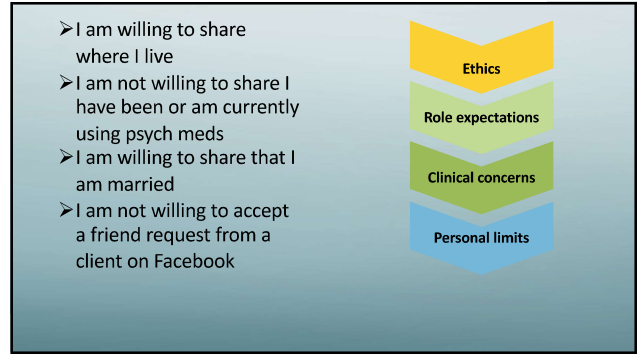 ➢I am willing to share
where I live
➢I am not willing to share I
have been or am currently
using psych meds
➢I am willing to share that I
am married
➢I am not willing to accept
a friend request from a
client on Facebook
Ethics
Role expectations
Clinical concerns
Personal limits